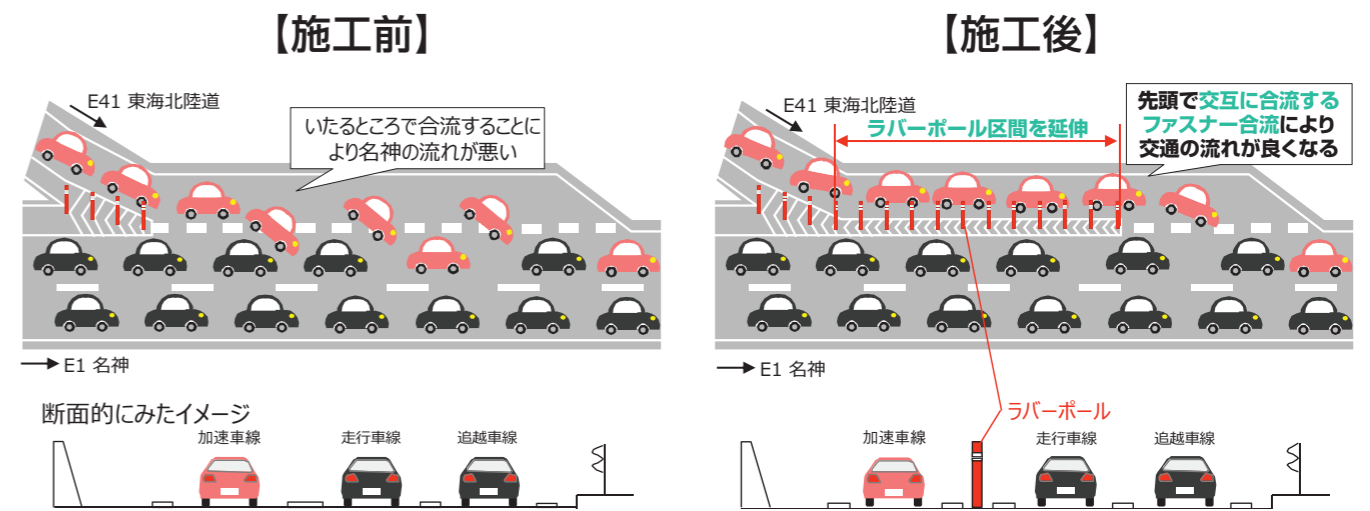 【施工前】
E41 東海北陸道
いたるところで合流することに
より名神の流れが悪い
E1 名神
断面的にみたイメージ
加速車線
走行車線
追越車線
【施工後】
E41 東海北陸道
ラバーポール区間を延伸
先頭で交互に合流する
ファスナー合流により
交通の流れが良くなる
E1 名神
ラバーポール
加速車線
走行車線
追越車線